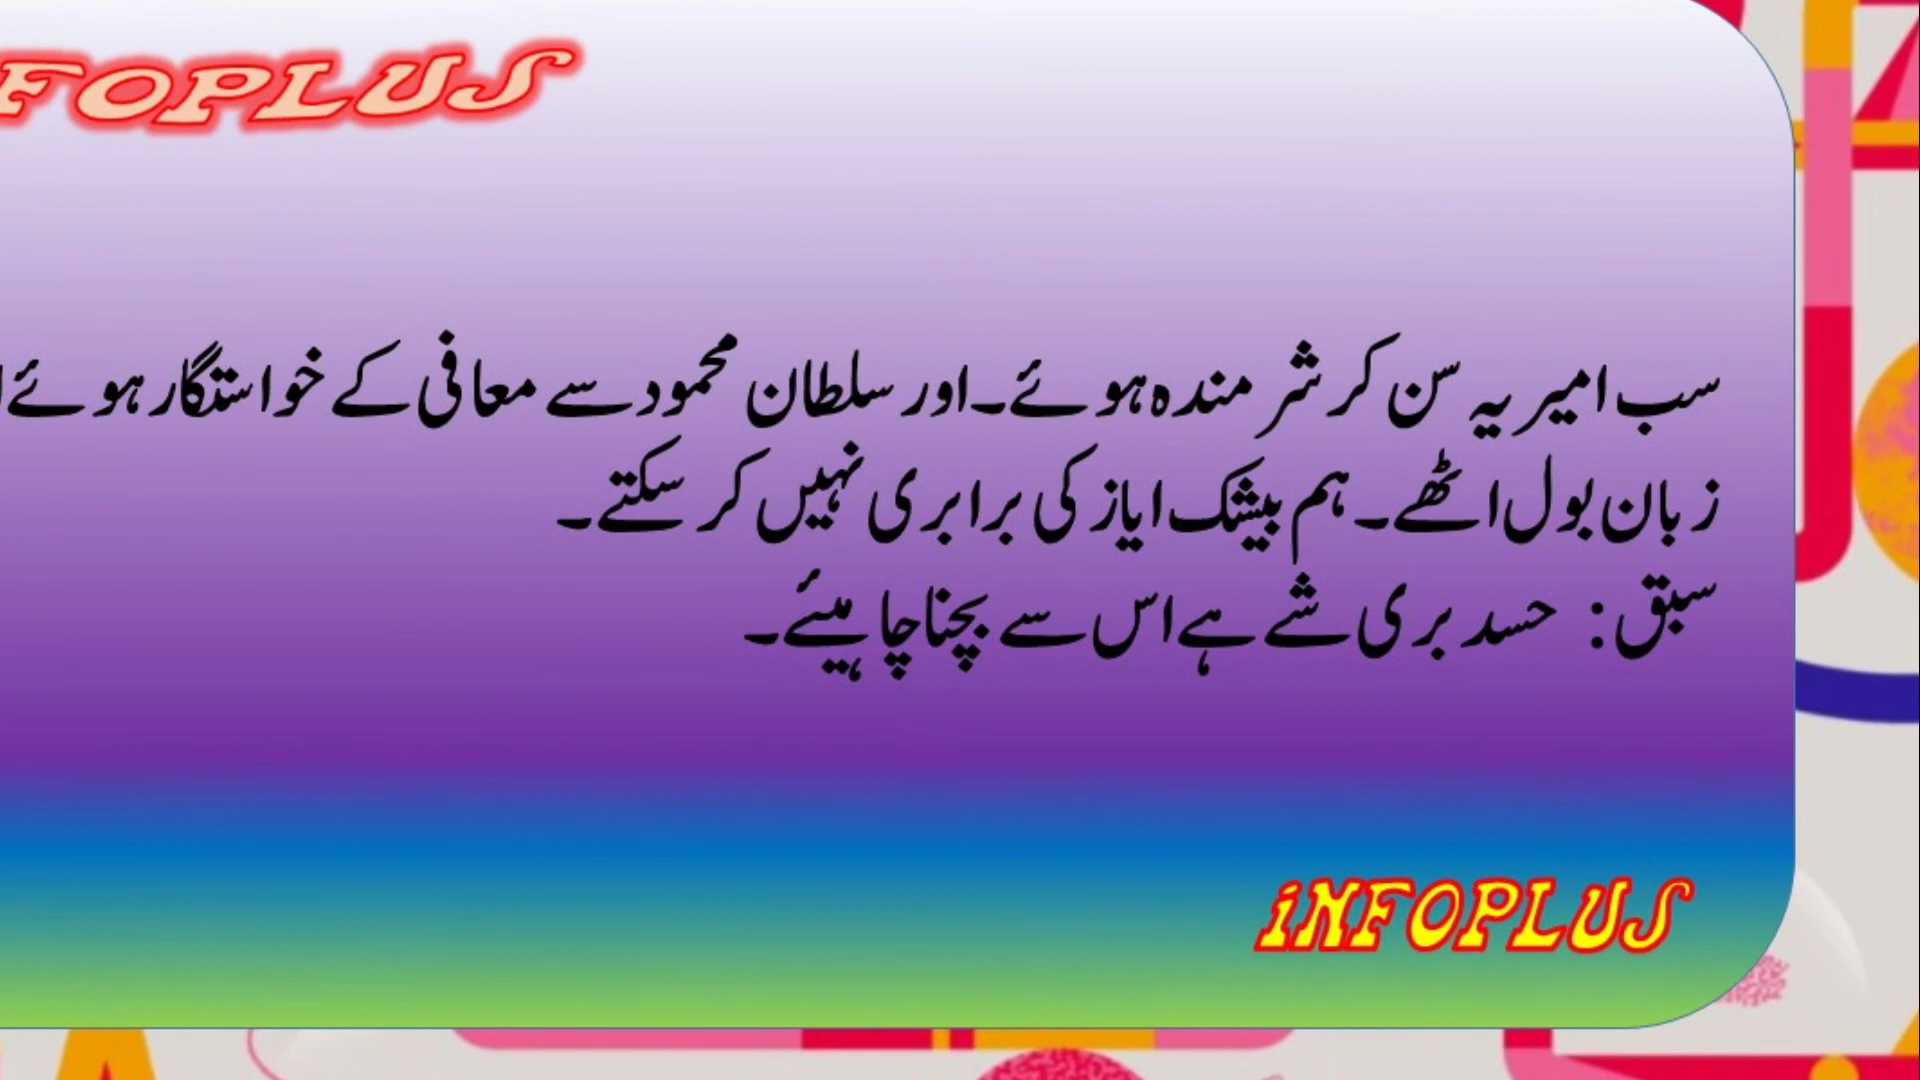 FOPLUS
سب امیر یہ سن کر شرمندہ ہوئے۔اور سلطان محمود سے معافی کے خواستگار ہوئے
زبان بول اٹھے۔ ہم بیشک ایاز کی برابری نہیں کر سکتے۔
سبق: حسد بری شے ہے اس سے بچنا چاہیئے۔
iNFOPLUS